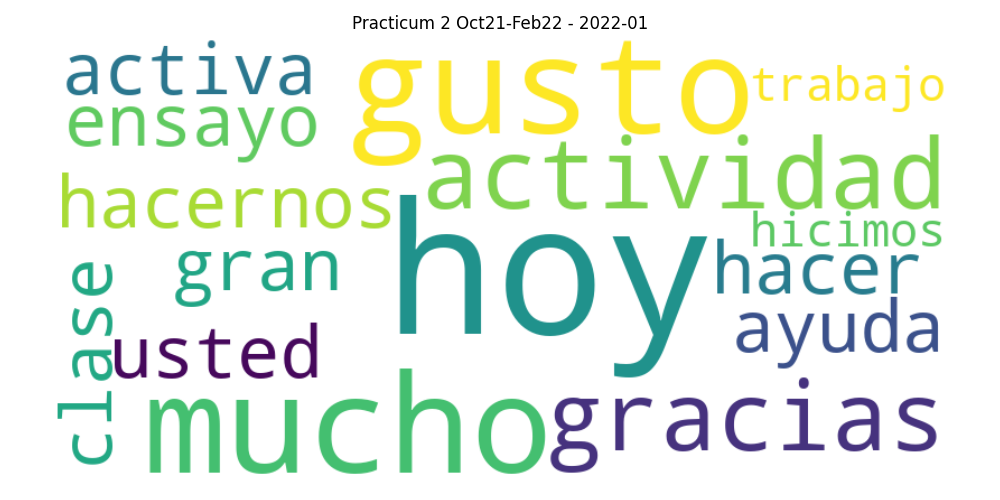 Practicum 2 Oct21-Feb22 - 2022-01
activa
gusto
trabajo
ensayo
actividad
hacernos
hoy
hicimos
gran
hacer
clase
usted
ayuda
mucho
gracias